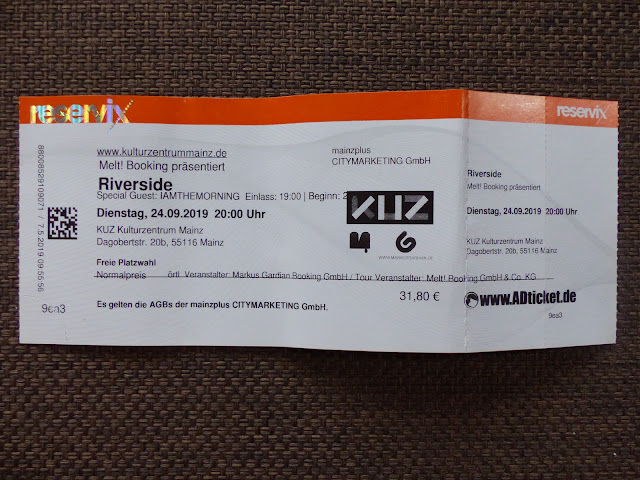 reservix
www.kulturzentrummainz.de
Melt! Booking präsentiert
Riverside
Special Guest: IAMTHEMORNING Einlass: 19:00 | Beginn: 2
Dienstag, 24.09.2019 20:00 Uhr
KUZ Kulturzentrum Mainz
Dagobertstr. 20b, 55116 Mainz
Freie Platzwahl
Normalpreis örtl. Veranstalter: Markus Gardian Booking GmbH / Tour Veranstalter: Melt! Booking GmbH & Co. KG
Es gelten die AGBs der mainzplus CITYMARKETING GmbH.
31,80 €
mainzplus
CITYMARKETING GmbH
KUZ
9en3
reservix
Riverside
Melt! Booking präsentiert
Dienstag, 24.09.2019 20:00 Uhr
KUZ Kulturzentrum Mainz
Dagobertstr. 20b, 55116 Mainz
www.ADticket.de
9en3